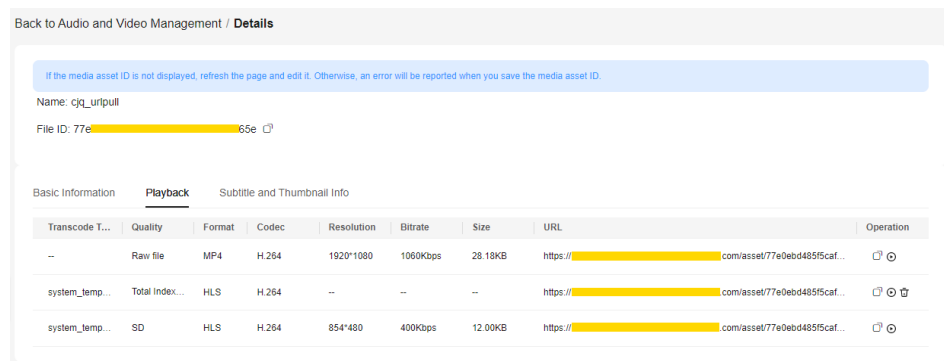 Back to Audio and Video Management / Details
If the media asset ID is not displayed, refresh the page and edit it. Otherwise, an error will be reported when you save the media asset ID.
Name: cjq_urlpull
File ID: 77e 65e
Basic Information Playback Subtitle and Thumbnail Info
Transcode T... Quality Format Codec Resolution Bitrate Size URL Operation
-- Raw file MP4 H.264 1920*1080 1060Kbps 28.18KB https:// .com/asset/77e0ebd485f5caf...
system_temp... Total Index... HLS H.264 -- -- -- https:// .com/asset/77e0ebd485f5caf...
system_temp... SD HLS H.264 854*480 400Kbps 12.00KB https:// .com/asset/77e0ebd485f5caf...